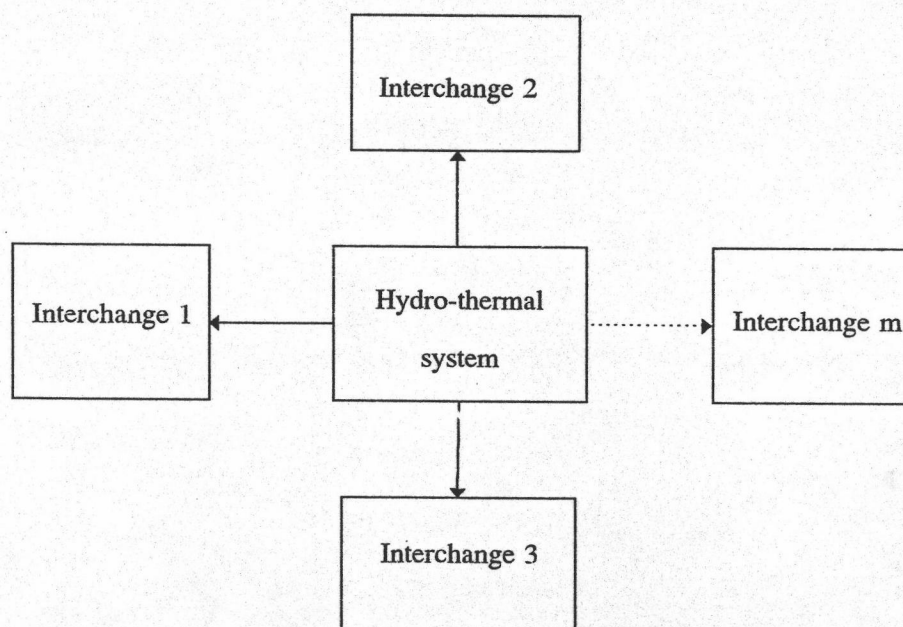 Interchange 2
Interchange 1
Hydro-thermal
system
Interchange m
Interchange 3